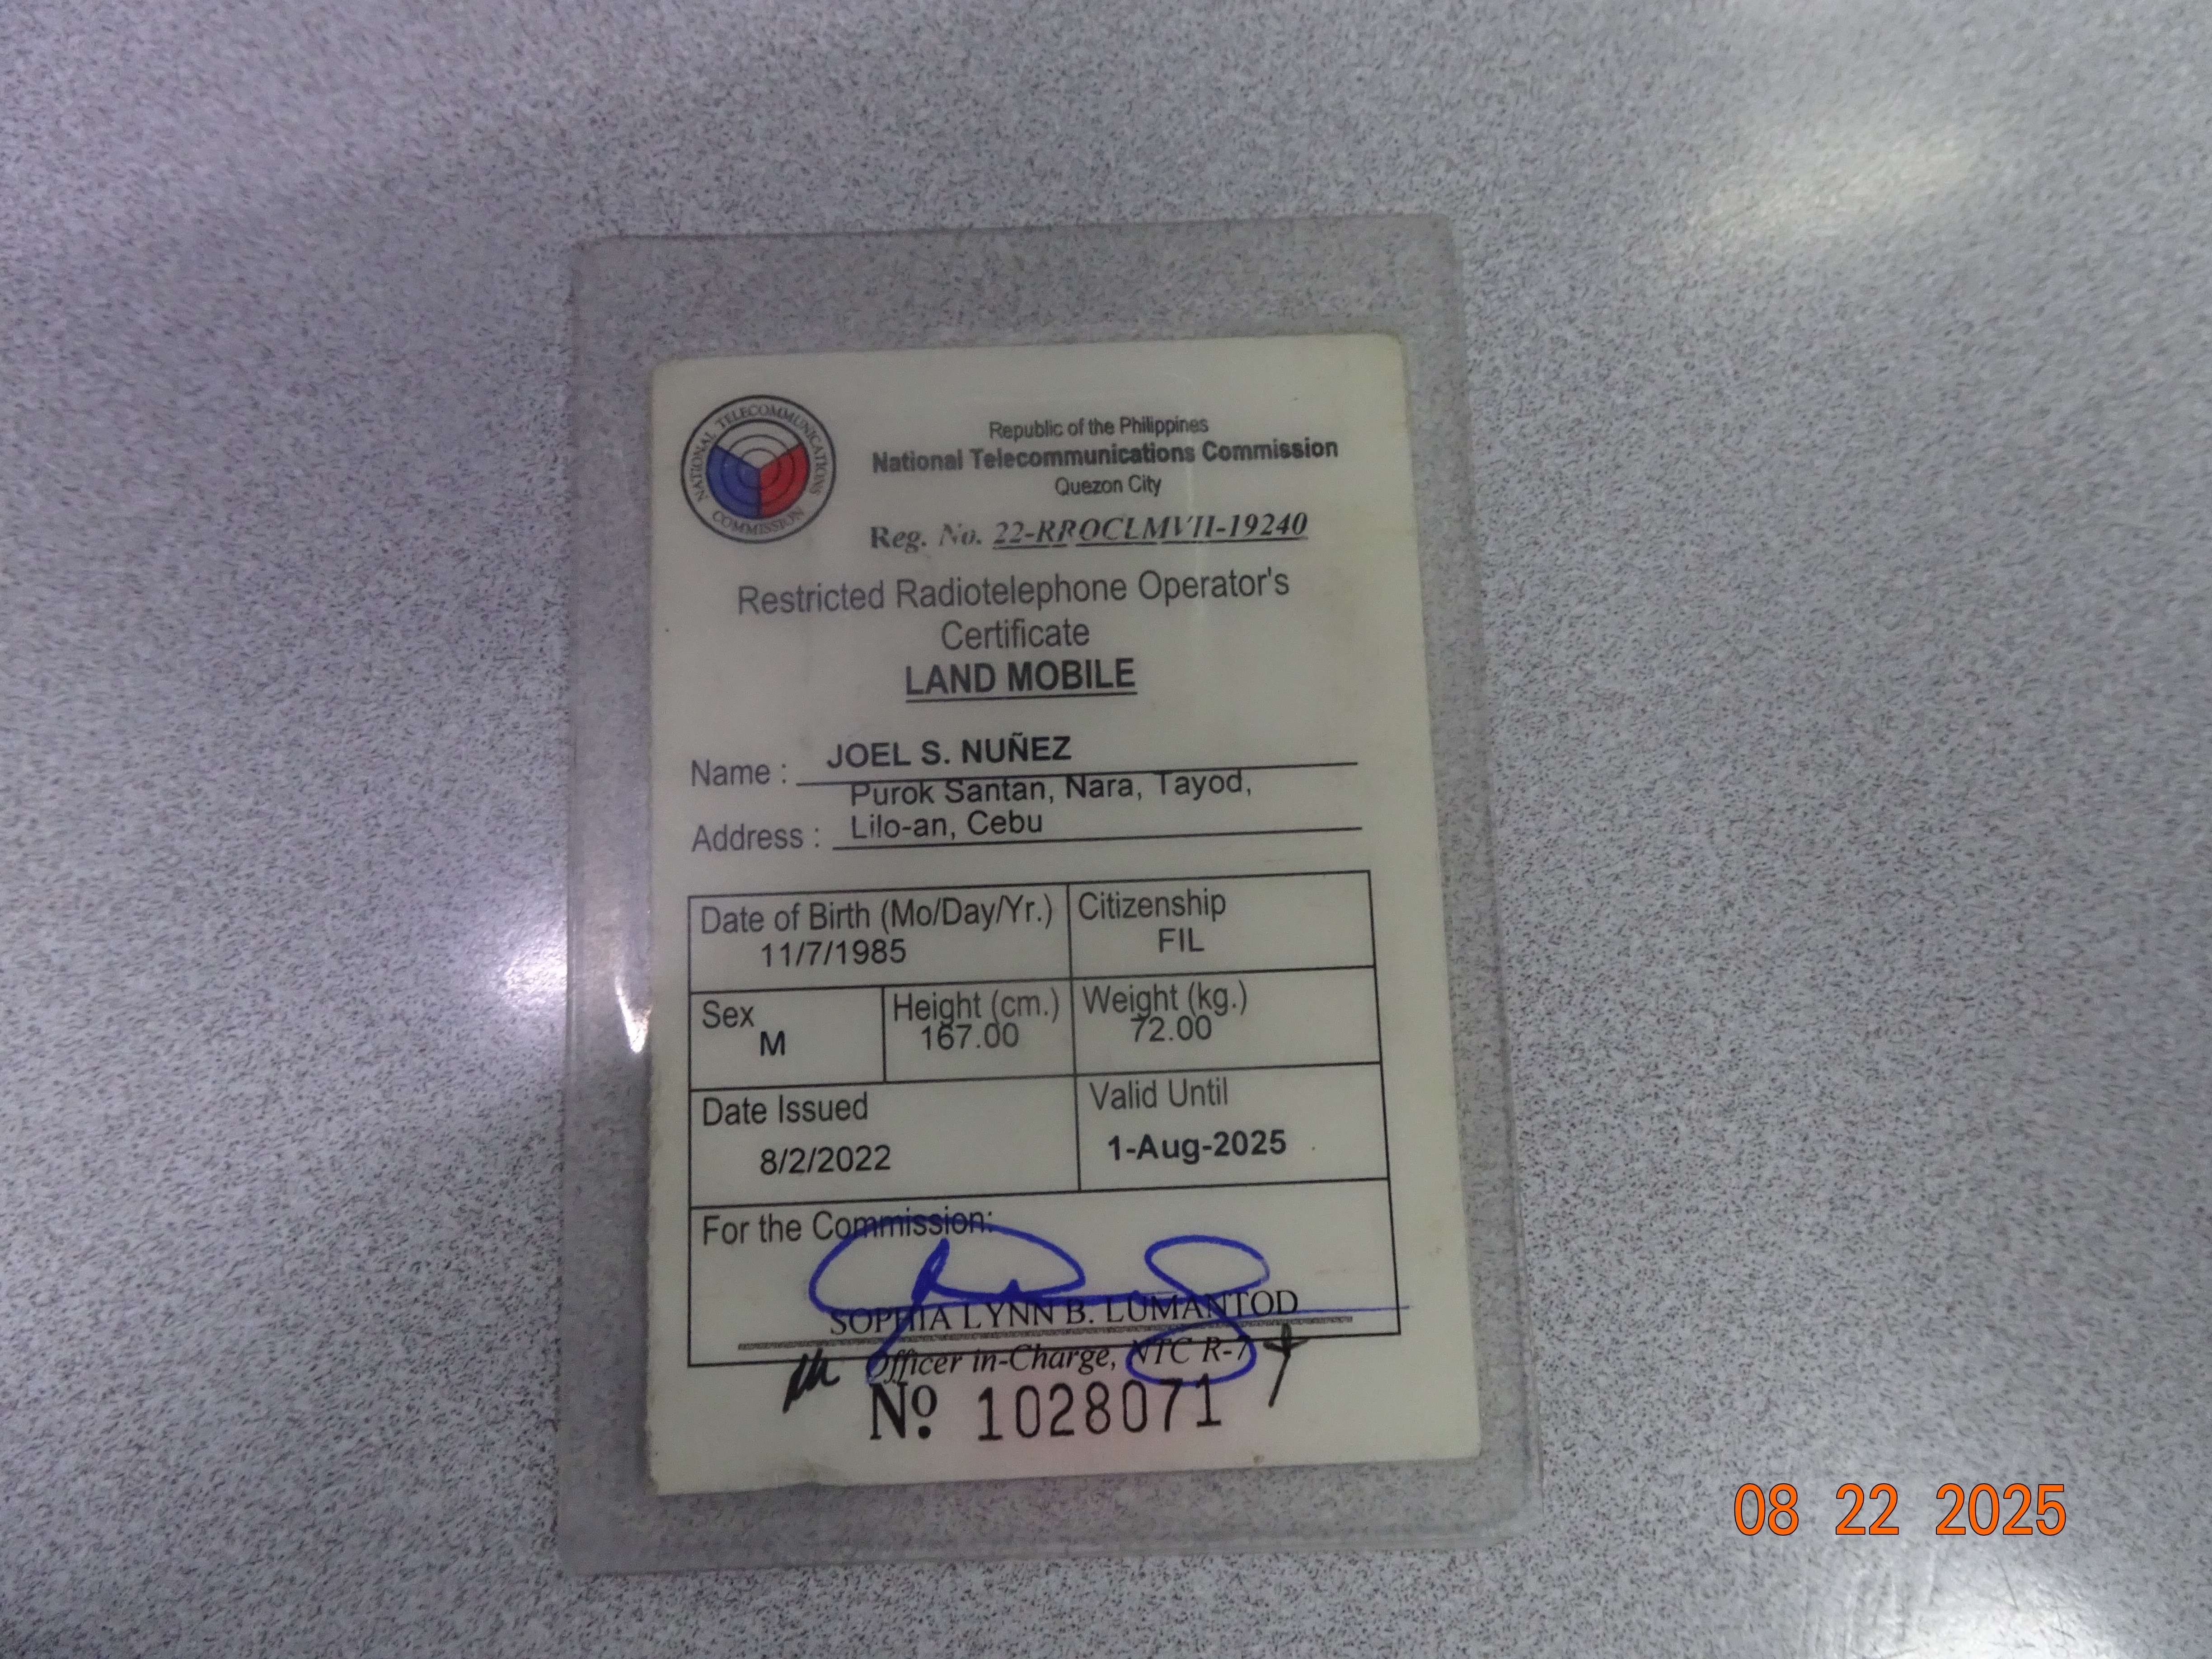 NATIONAL TELECOMMUNICATIONS COMMISSION
Republic of the Philippines
National Telecommunications Commission
Quezon City
Reg. No. 22-RROCLMVII-19240
Restricted Radiotelephone Operator's
Certificate
LAND MOBILE
Name : JOEL S. NUÑEZ
Purok Santan, Nara, Tayod,
Address : Lilo-an, Cebu
Date of Birth (Mo/Day/Yr.) Citizenship
11/7/1985 FIL
Sex Height (cm.) Weight (kg.)
M 167.00 72.00
Date Issued Valid Until
8/2/2022 1-Aug-2025
For the Commission:
SOPHIA LYNN B. LUMANTOD
Officer in-Charge, NTC R-7
Nº 1028071
08 22 2025